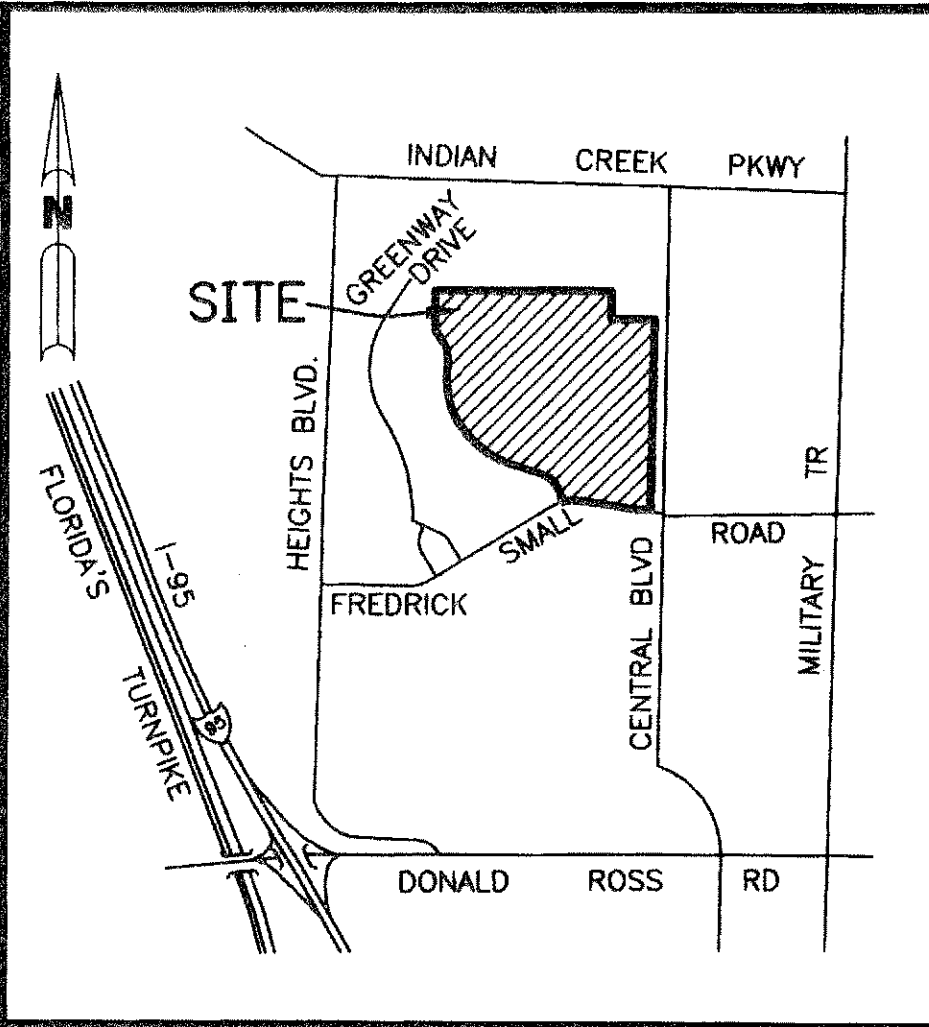 INDIAN CREEK PKWY
N
GREENWAY
DRIVE
SITE
HEIGHTS BLVD.
FLORIDA'S
TURNPIKE
I-95
95
FREDRICK
SMALL
ROAD
CENTRAL BLVD
MILITARY TR
DONALD ROSS RD